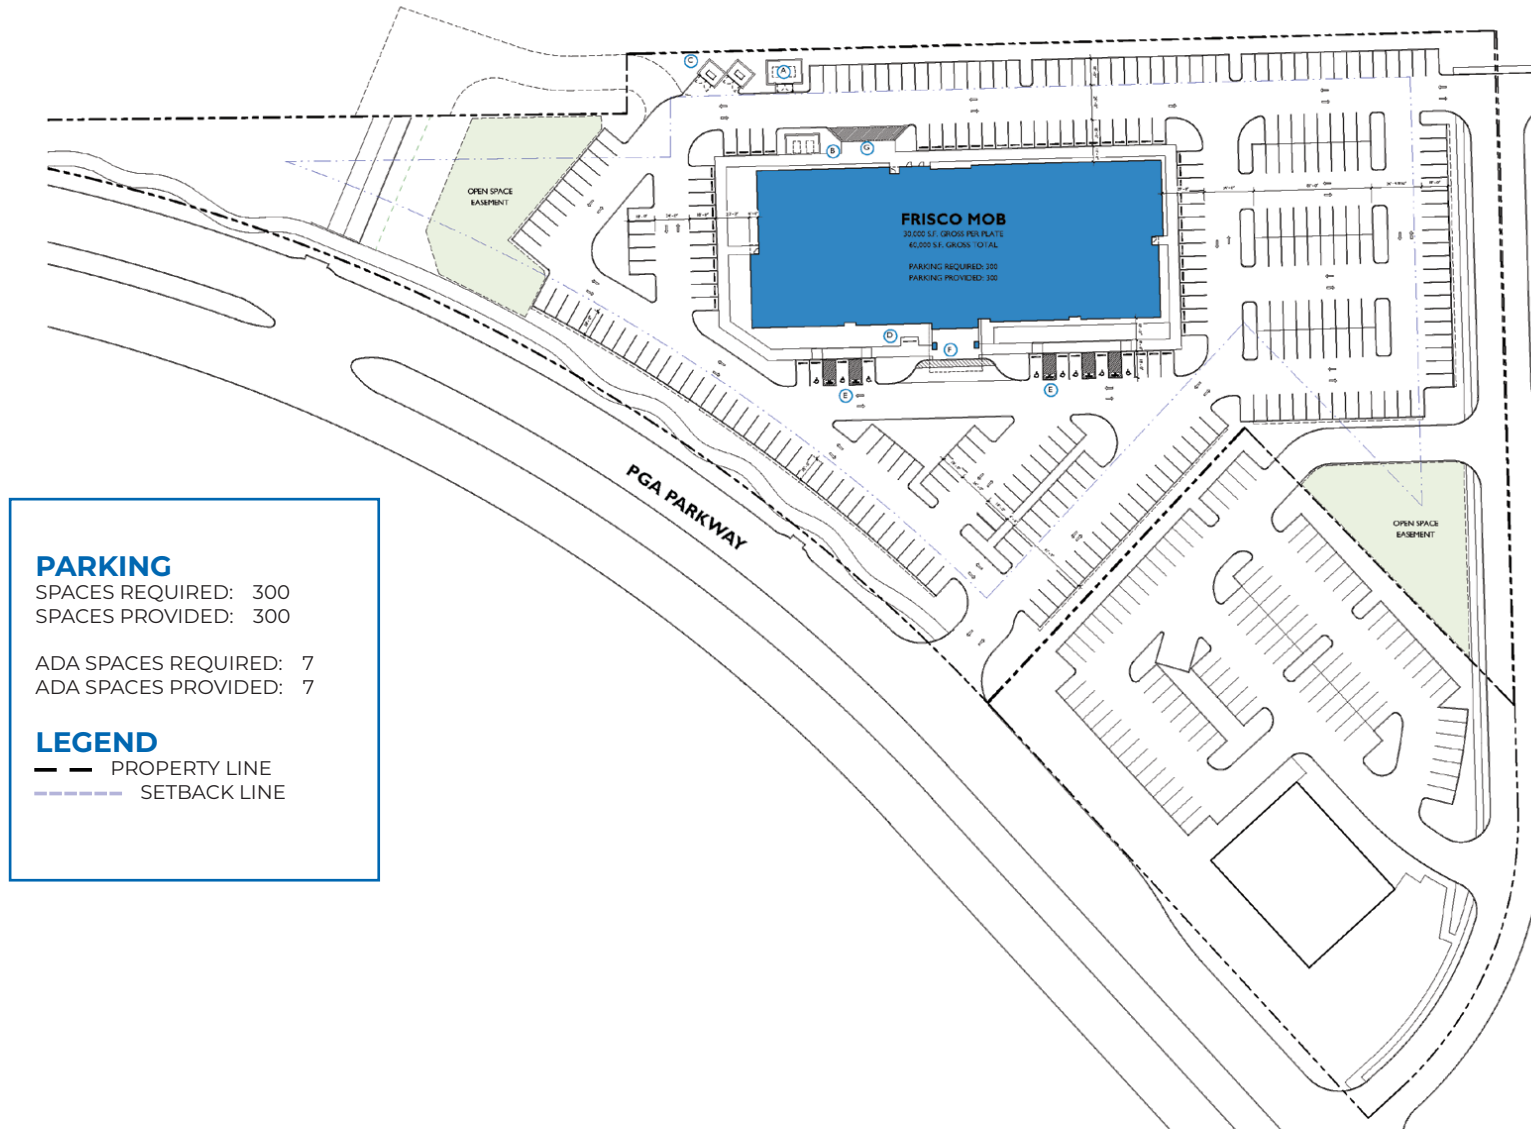 C
A
B
G
OPEN SPACE
EASEMENT
FRISCO MOB
30,000 S.F. GROSS PER PLATE
60,000 S.F. GROSS TOTAL
PARKING REQUIRED: 300
PARKING PROVIDED: 300
D
F
E
E
PGA PARKWAY
OPEN SPACE
EASEMENT
PARKING
SPACES REQUIRED: 300
SPACES PROVIDED: 300
ADA SPACES REQUIRED: 7
ADA SPACES PROVIDED: 7
LEGEND
PROPERTY LINE
SETBACK LINE